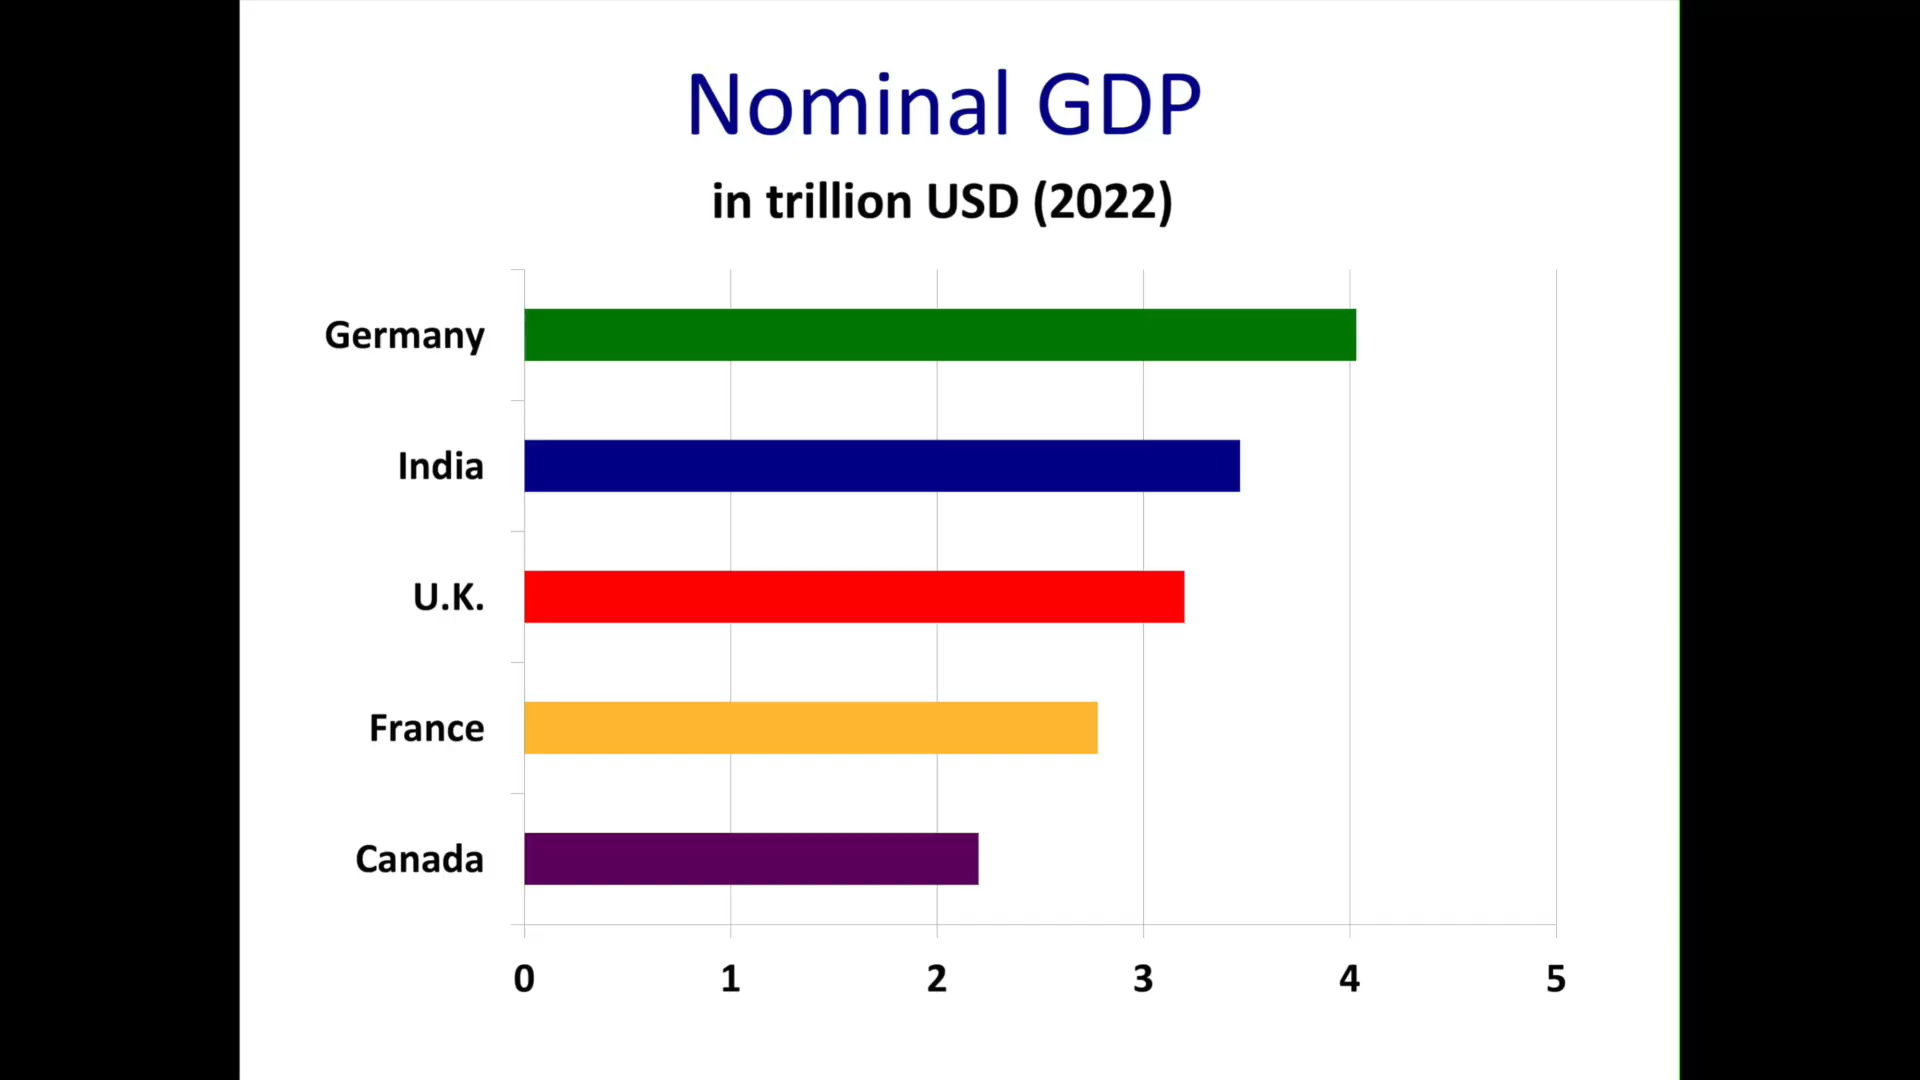 Nominal GDP
in trillion USD (2022)
Germany
India
U.K.
France
Canada
0 1 2 3 4 5